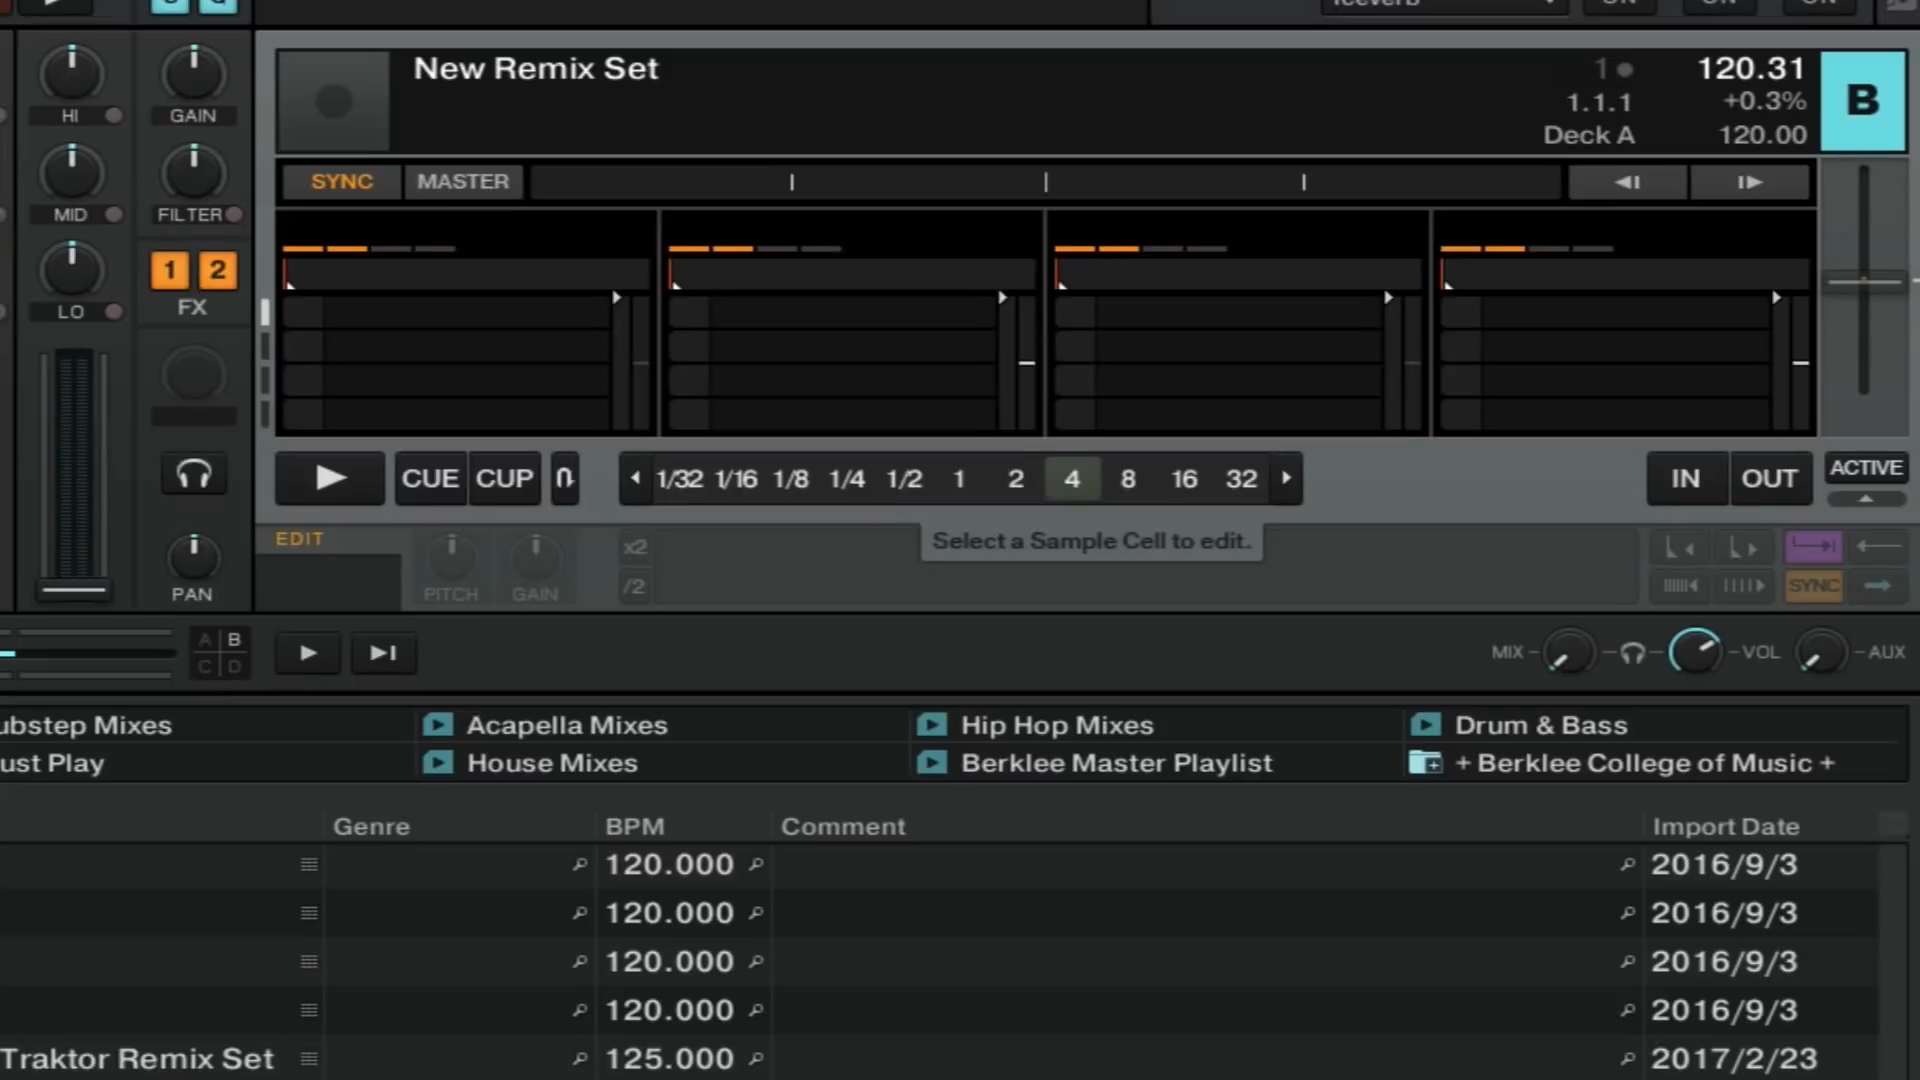 S Q Iceverb ON ON ON
New Remix Set
1 120.31
1.1.1 +0.3%
Deck A 120.00
B
HI GAIN
MID FILTER
LO
1 2
FX
PAN
SYNC MASTER
CUE CUP 1/32 1/16 1/8 1/4 1/2 1 2 4 8 16 32 IN OUT ACTIVE
EDIT
PITCH GAIN
x2
/2
Select a Sample Cell to edit.
SYNC
A B
C D
MIX VOL AUX
ubstep Mixes Acapella Mixes Hip Hop Mixes Drum & Bass
ust Play House Mixes Berklee Master Playlist + Berklee College of Music +
Genre BPM Comment Import Date
120.000 2016/9/3
120.000 2016/9/3
120.000 2016/9/3
120.000 2016/9/3
Traktor Remix Set 125.000 2017/2/23